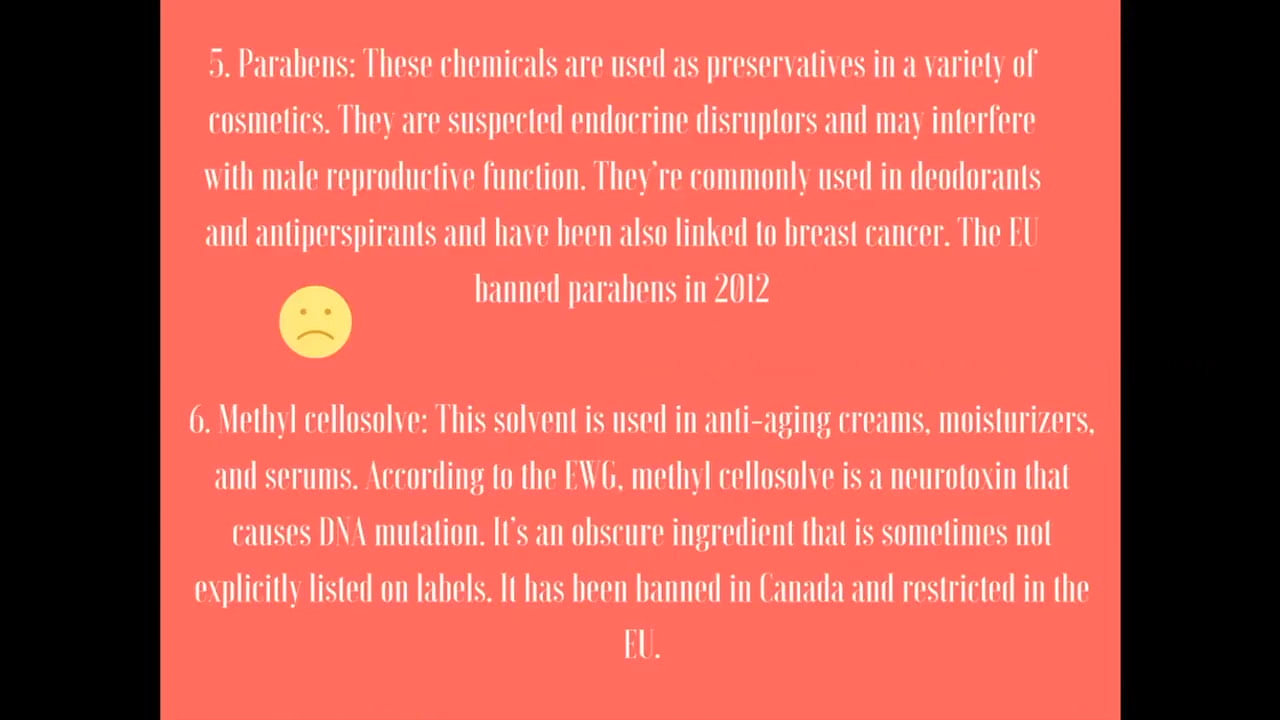 5. Parabens: These chemicals are used as preservatives in a variety of
cosmetics. They are suspected endocrine disruptors and may interfere
with male reproductive function. They're commonly used in deodorants
and antiperspirants and have been also linked to breast cancer. The EU
banned parabens in 2012
6. Methyl cellosolve: This solvent is used in anti-aging creams, moisturizers,
and serums. According to the EWG, methyl cellosolve is a neurotoxin that
causes DNA mutation. It's an obscure ingredient that is sometimes not
explicitly listed on labels. It has been banned in Canada and restricted in the
EU.